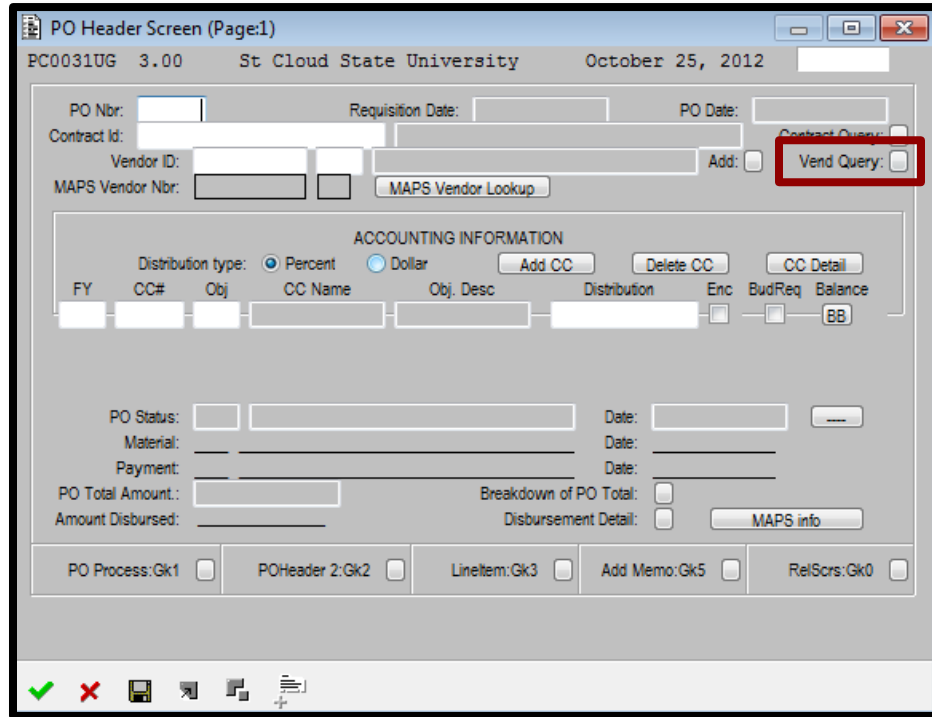 PO Header Screen (Page:1)
PC0031UG 3.00 St Cloud State University October 25, 2012
PO Nbr: Requisition Date: PO Date:
Contract Id: Contract Query:
Vendor ID: Add: Vend Query:
MAPS Vendor Nbr: MAPS Vendor Lookup
ACCOUNTING INFORMATION
Distribution type: Percent Dollar Add CC Delete CC CC Detail
FY CC# Obj CC Name Obj. Desc Distribution Enc BudReq Balance
BB
PO Status: Date: ----
Material: Date:
Payment: Date:
PO Total Amount.: Breakdown of PO Total:
Amount Disbursed: Disbursement Detail: MAPS info
PO Process:Gk1 POHeader 2:Gk2 LineItem:Gk3 Add Memo:Gk5 RelScrs:Gk0